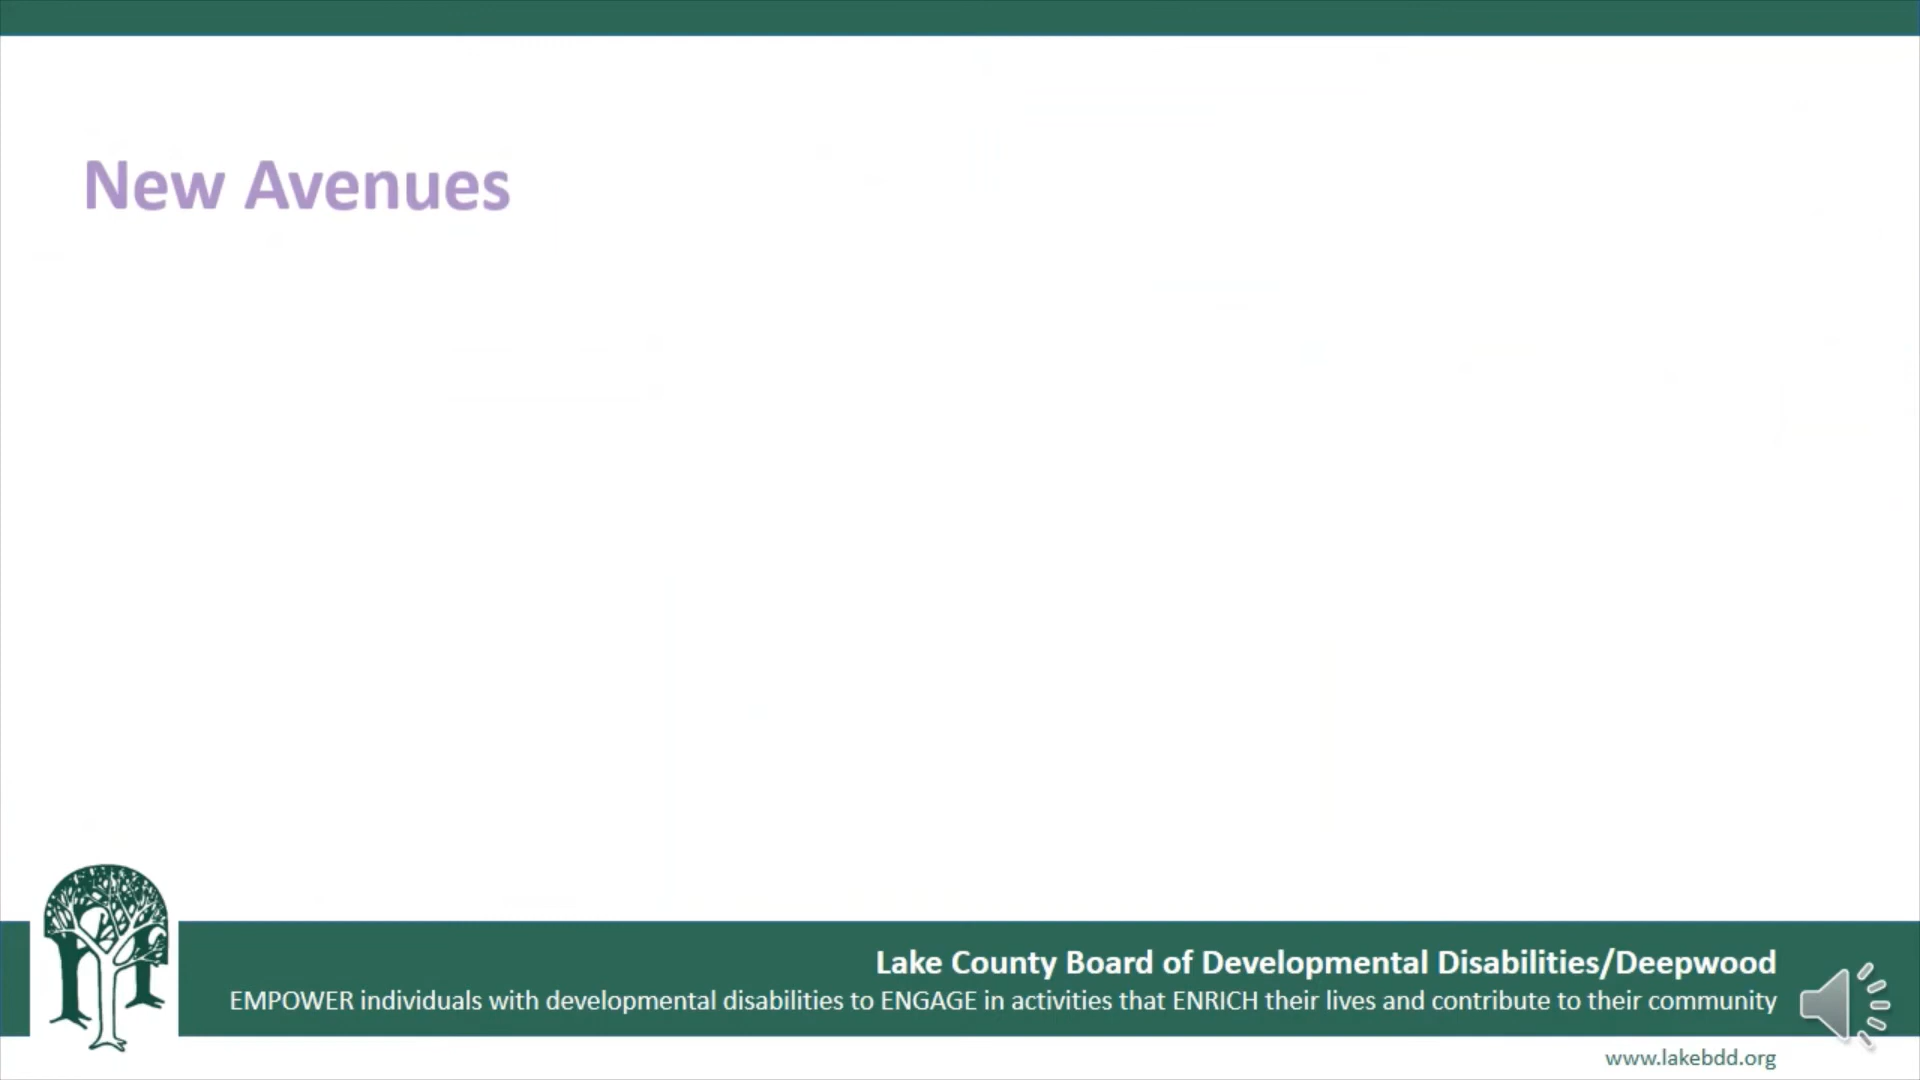 New Avenues
Lake County Board of Developmental Disabilities/Deepwood
EMPOWER individuals with developmental disabilities to ENGAGE in activities that ENRICH their lives and contribute to their community
www.lakebdd.org